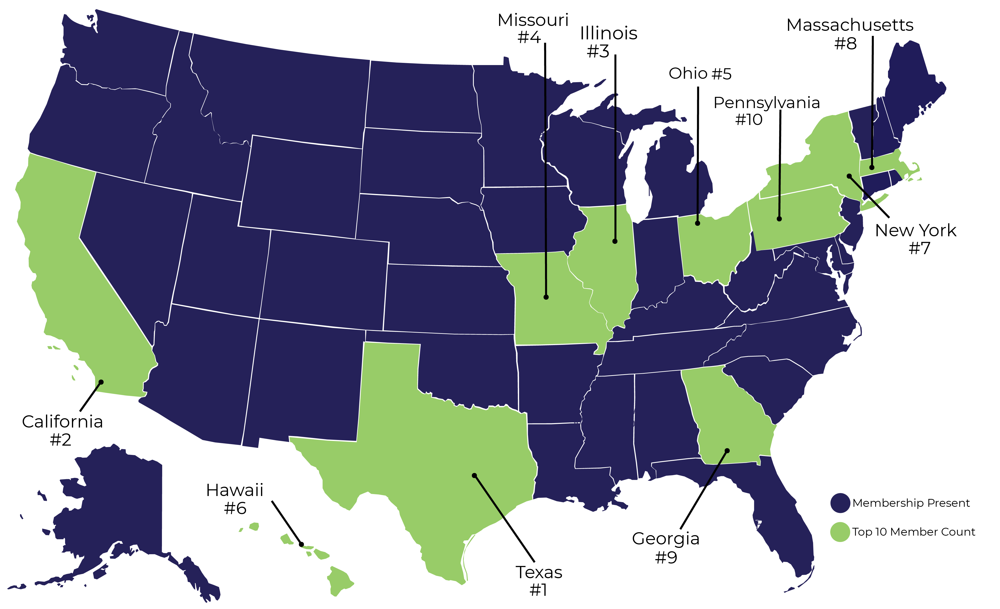 Missouri
#4
Illinois
#3
Massachusetts
#8
Ohio #5
Pennsylvania
#10
New York
#7
California
#2
Hawaii
#6
Texas
#1
Georgia
#9
Membership Present
Top 10 Member Count